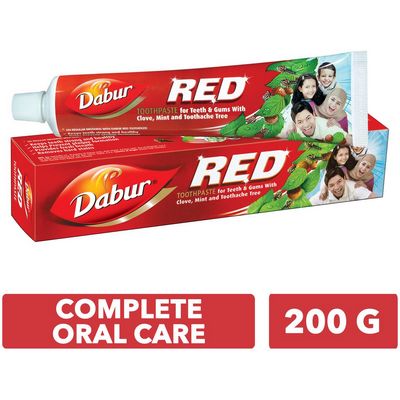 Dabur
RED
TOOTHPASTE for Teeth & Gums With
Clove, Mint and Toothache Tree
Dabur
RED
TOOTHPASTE for Teeth & Gums With
Clove, Mint and Toothache Tree
COMPLETE
ORAL CARE
200 G